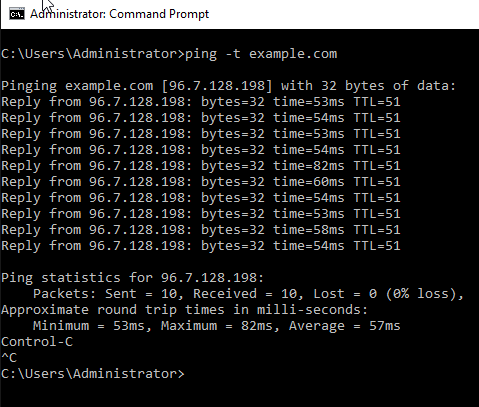 Administrator: Command Prompt
C:\Users\Administrator>ping -t example.com
Pinging example.com [96.7.128.198] with 32 bytes of data:
Reply from 96.7.128.198: bytes=32 time=53ms TTL=51
Reply from 96.7.128.198: bytes=32 time=54ms TTL=51
Reply from 96.7.128.198: bytes=32 time=53ms TTL=51
Reply from 96.7.128.198: bytes=32 time=54ms TTL=51
Reply from 96.7.128.198: bytes=32 time=82ms TTL=51
Reply from 96.7.128.198: bytes=32 time=60ms TTL=51
Reply from 96.7.128.198: bytes=32 time=54ms TTL=51
Reply from 96.7.128.198: bytes=32 time=53ms TTL=51
Reply from 96.7.128.198: bytes=32 time=58ms TTL=51
Reply from 96.7.128.198: bytes=32 time=54ms TTL=51
Ping statistics for 96.7.128.198:
    Packets: Sent = 10, Received = 10, Lost = 0 (0% loss),
Approximate round trip times in milli-seconds:
    Minimum = 53ms, Maximum = 82ms, Average = 57ms
Control-C
^C
C:\Users\Administrator>